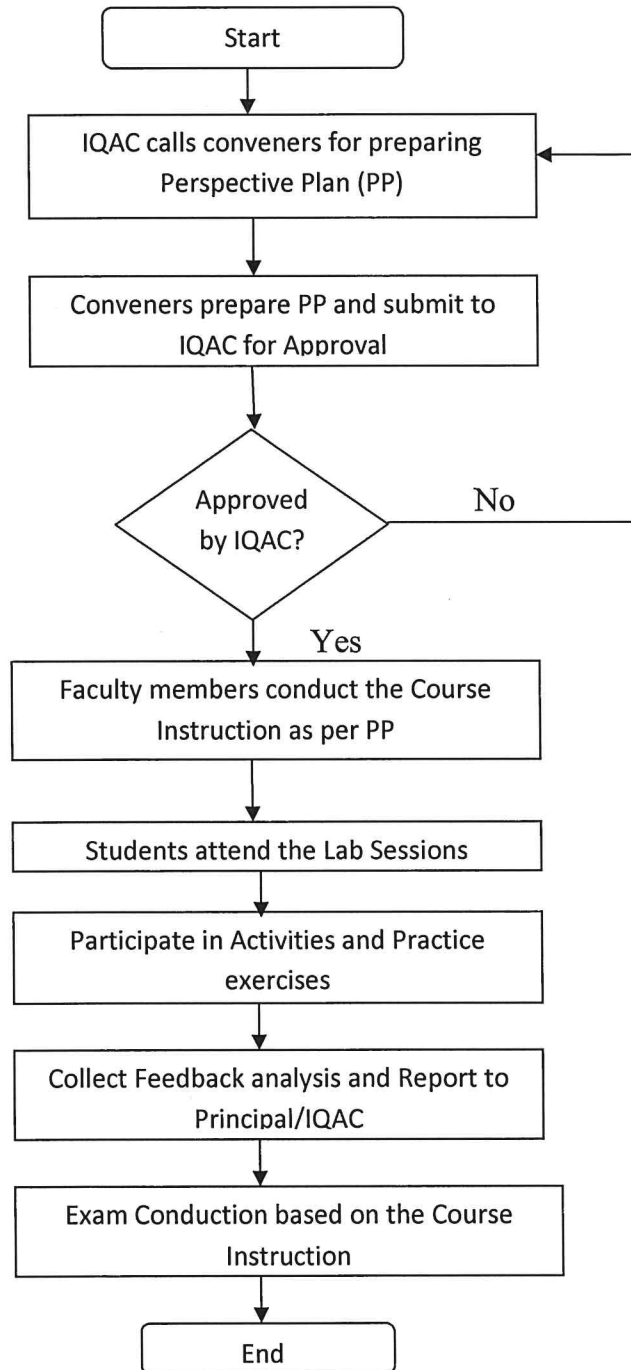 Start
IQAC calls conveners for preparing
Perspective Plan (PP)
Conveners prepare PP and submit to
IQAC for Approval
Approved
by IQAC?
No
Yes
Faculty members conduct the Course
Instruction as per PP
Students attend the Lab Sessions
Participate in Activities and Practice
exercises
Collect Feedback analysis and Report to
Principal/IQAC
Exam Conduction based on the Course
Instruction
End